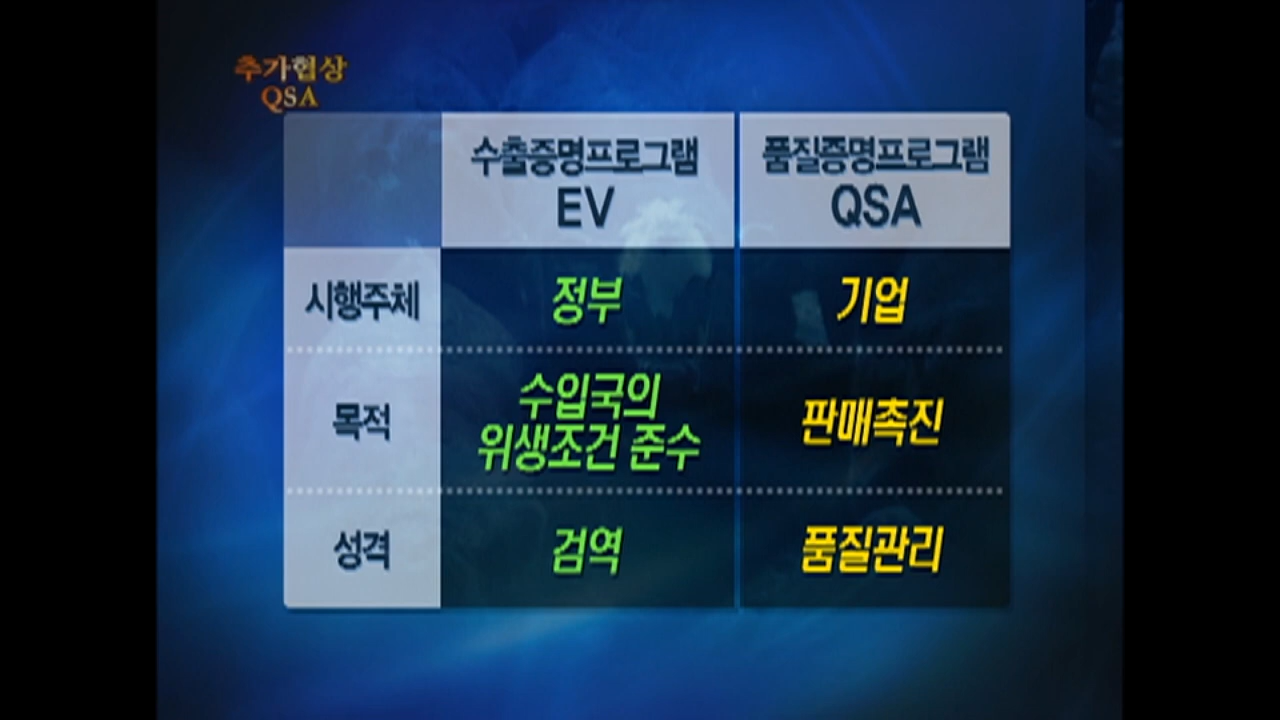 추가협상
QSA
수출증명프로그램
EV
품질증명프로그램
QSA
시행주체
정부
기업
목적
수입국의
위생조건 준수
판매촉진
성격
검역
품질관리